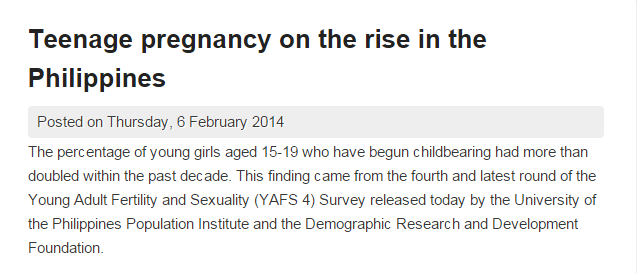 Teenage pregnancy on the rise in the
Philippines
Posted on Thursday, 6 February 2014
The percentage of young girls aged 15-19 who have begun childbearing had more than
doubled within the past decade. This finding came from the fourth and latest round of the
Young Adult Fertility and Sexuality (YAFS 4) Survey released today by the University of
the Philippines Population Institute and the Demographic Research and Development
Foundation.